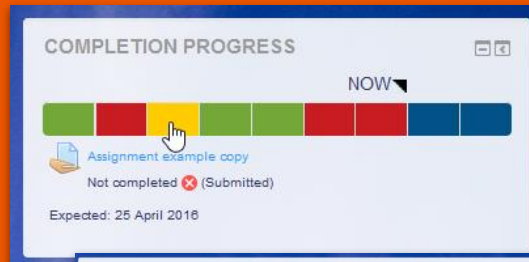 COMPLETION PROGRESS
NOW
Assignment example copy
Not completed (Submitted)
Expected: 25 April 2016